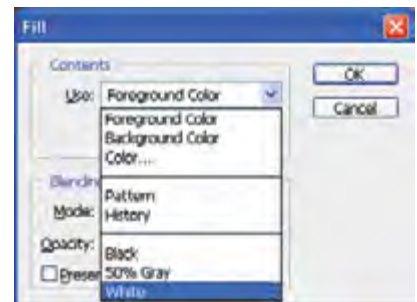 Fill
Contents
OK
Use: Foreground Color
Cancel
Foreground Color
Background Color
Color....
Pattern
History
Mode:
Opacity:
Black
50% Gray
White